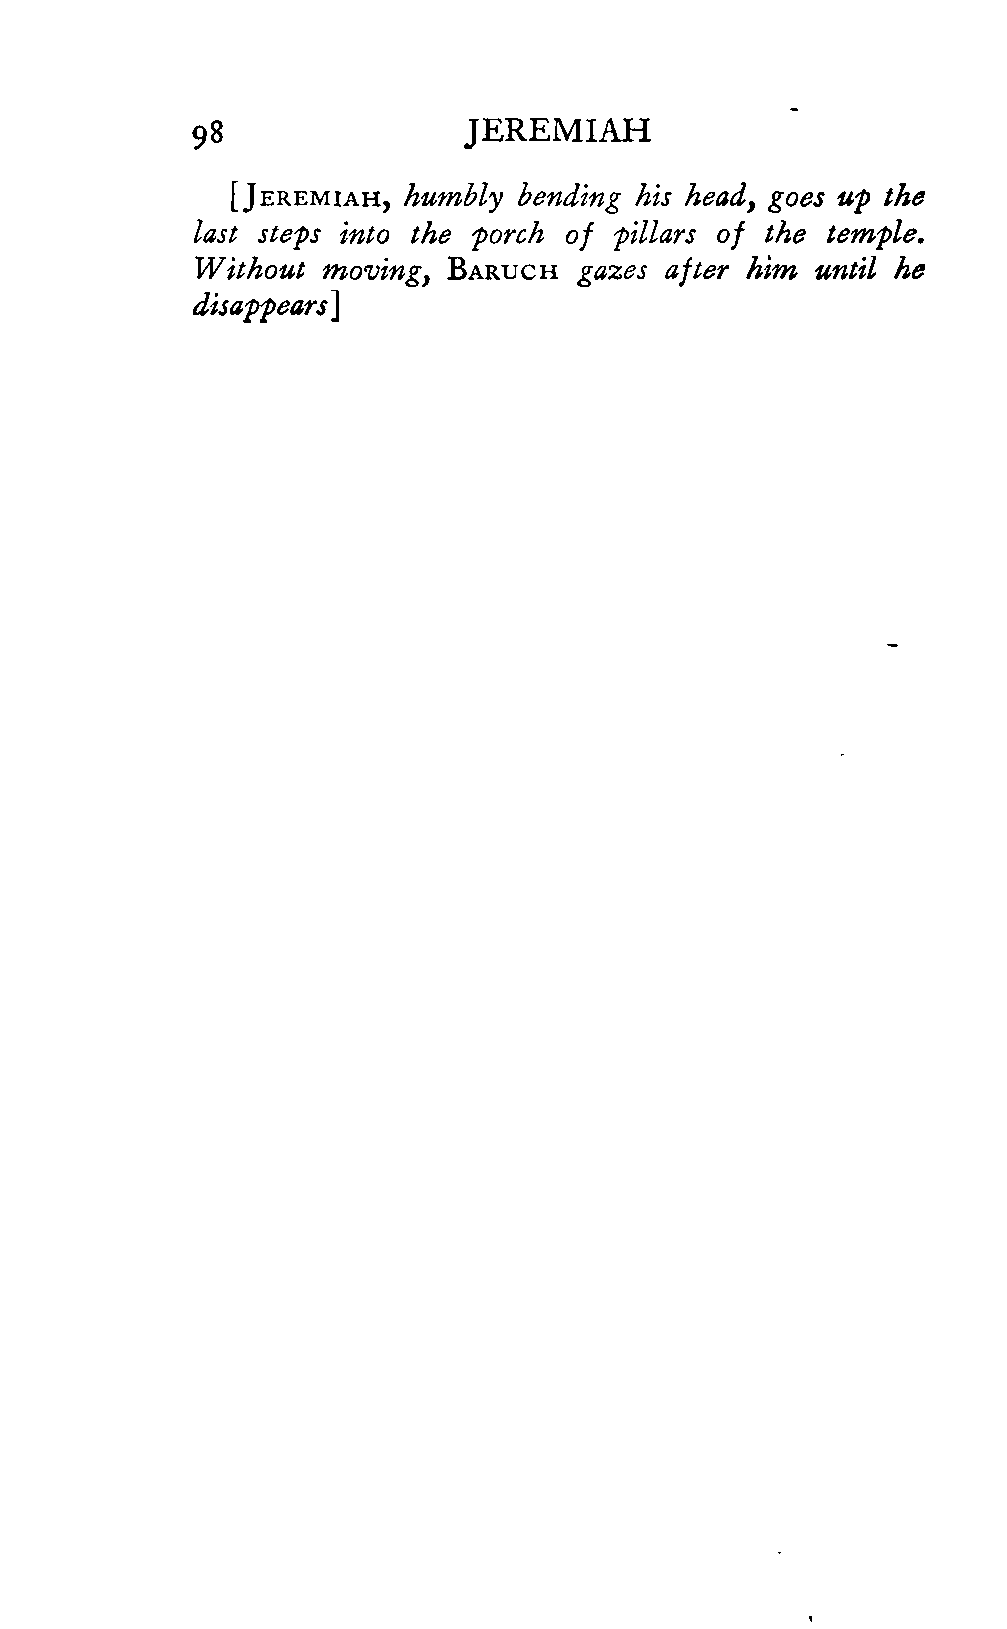 98 JEREMIAH
[JEREMIAH, humbly bending his head, goes up the
last steps into the porch of pillars of the temple.
Without moving, BARUCH gazes after him until he
disappears]